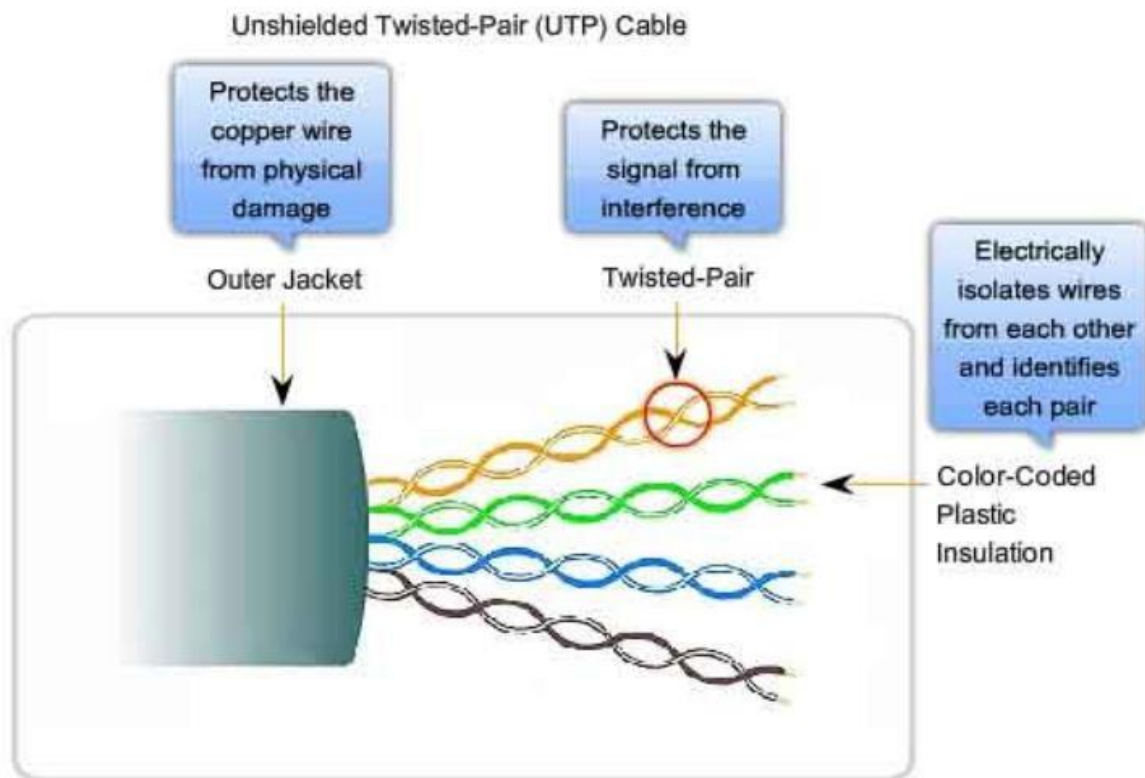 Unshielded Twisted-Pair (UTP) Cable
Protects the
copper wire
from physical
damage
Protects the
signal from
interference
Outer Jacket
Twisted-Pair
Electrically
isolates wires
from each other
and identifies
each pair
Color-Coded
Plastic
Insulation